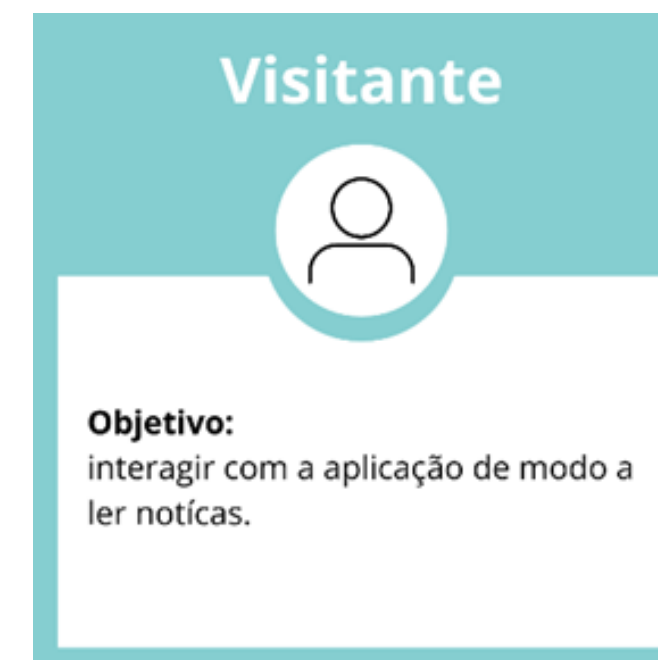 Visitante
Objetivo:
interagir com a aplicação de modo a
ler notícas.